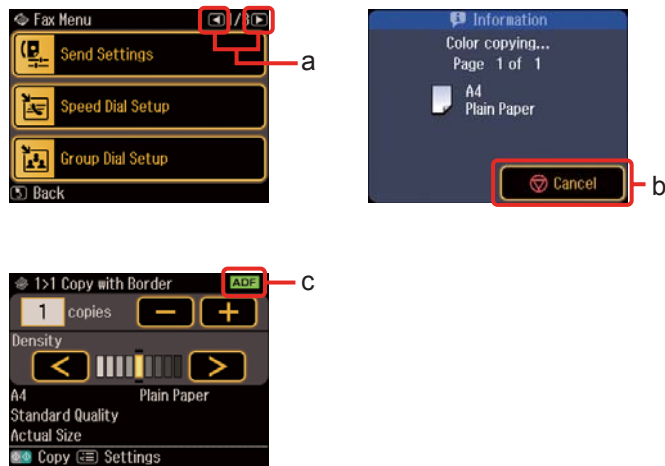 Fax Menu 1/3
Send Settings
Speed Dial Setup
Group Dial Setup
Back
a
Information
Color copying...
Page 1 of 1
A4
Plain Paper
Cancel
b
1>1 Copy with Border ADF
1 copies − +
Density
< >
A4 Plain Paper
Standard Quality
Actual Size
Copy Settings
c